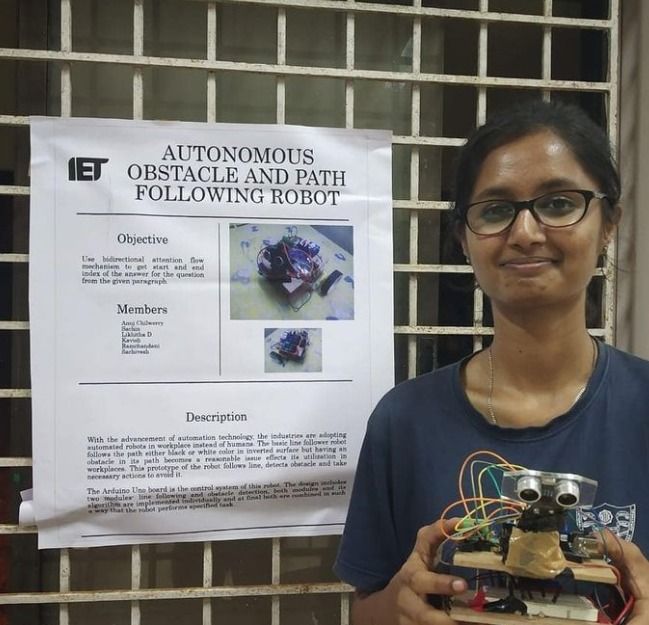 IET
AUTONOMOUS
OBSTACLE AND PATH
FOLLOWING ROBOT
Objective
Use bidirectional attention flow
mechanism to get start and end
index of the answer for the question
from the given paragraph.
Members
Anuj Chilwerry
Sachin
Likhitha D
Kavish
Ramchandani
Sarhivesh
Description
With the advancement of automation technology, the industries are adopting
automated robots in workplace instead of humans. The basic line follower robot
follows the path either black or white color in inverted surface but having an
obstacle in its path becomes a reasonable issue effects its utilization in
workplaces. This prototype of the robot follows line, detects obstacle and take
necessary actions to avoid it.
The Arduino Uno board is the control system of this robot. The design includes
two modules line following and obstacle detection, both modules and its
algorithm are implemented individually and at final both are combined in such
a way that the robot performs specified task.